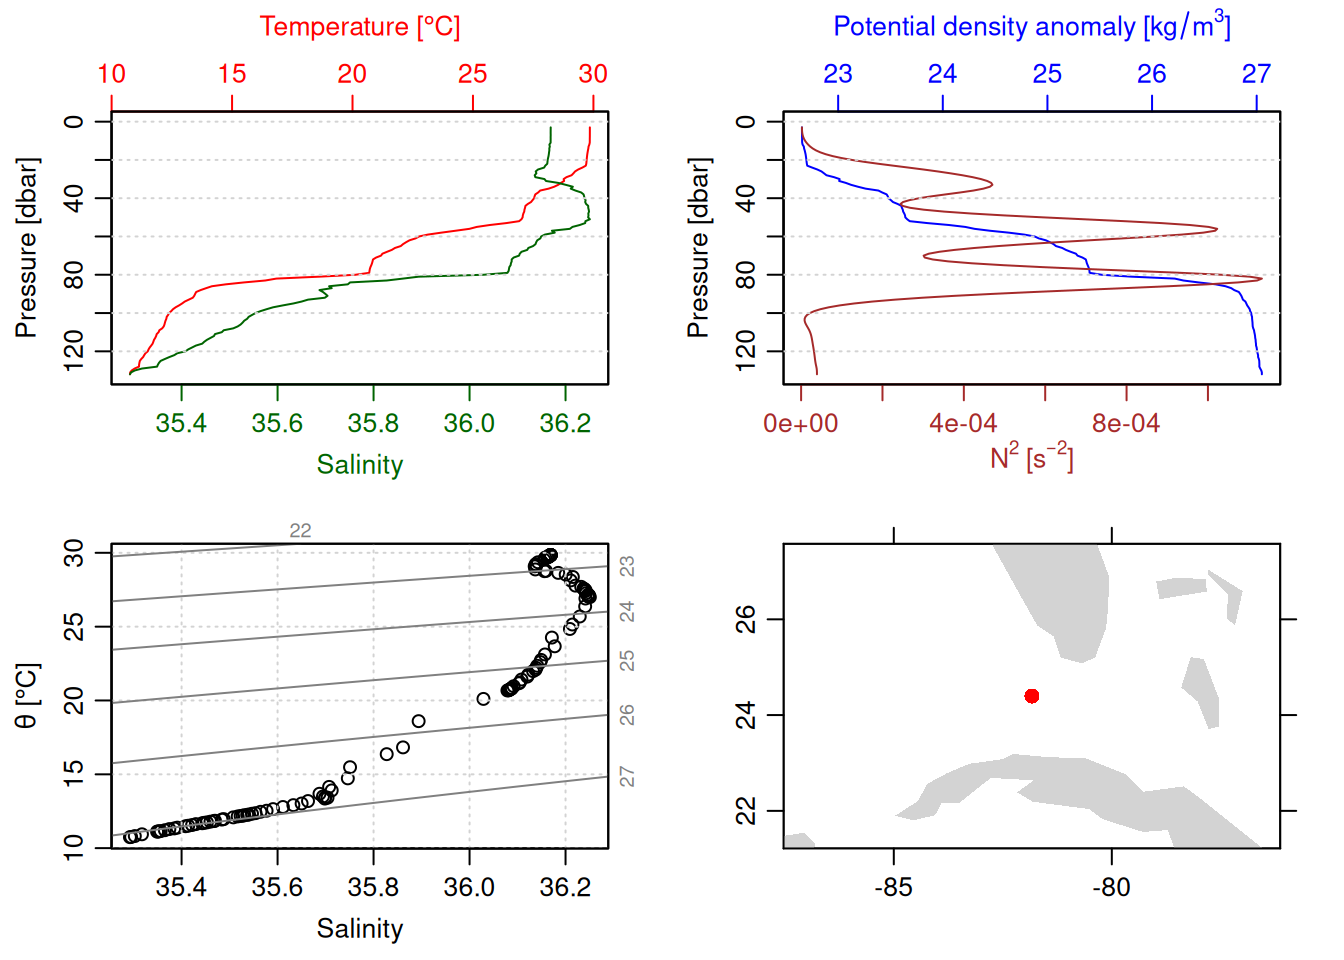 Temperature [°C]
10 15 20 25 30
0
40
80
120
Pressure [dbar]
35.4 35.6 35.8 36.0 36.2
Salinity
Potential density anomaly [kg/m³]
23 24 25 26 27
0
40
80
120
Pressure [dbar]
0e+00 4e-04 8e-04
N² [s⁻²]
22
23
24
25
26
27
30
25
20
15
10
θ [°C]
35.4 35.6 35.8 36.0 36.2
Salinity
26
24
22
-85 -80